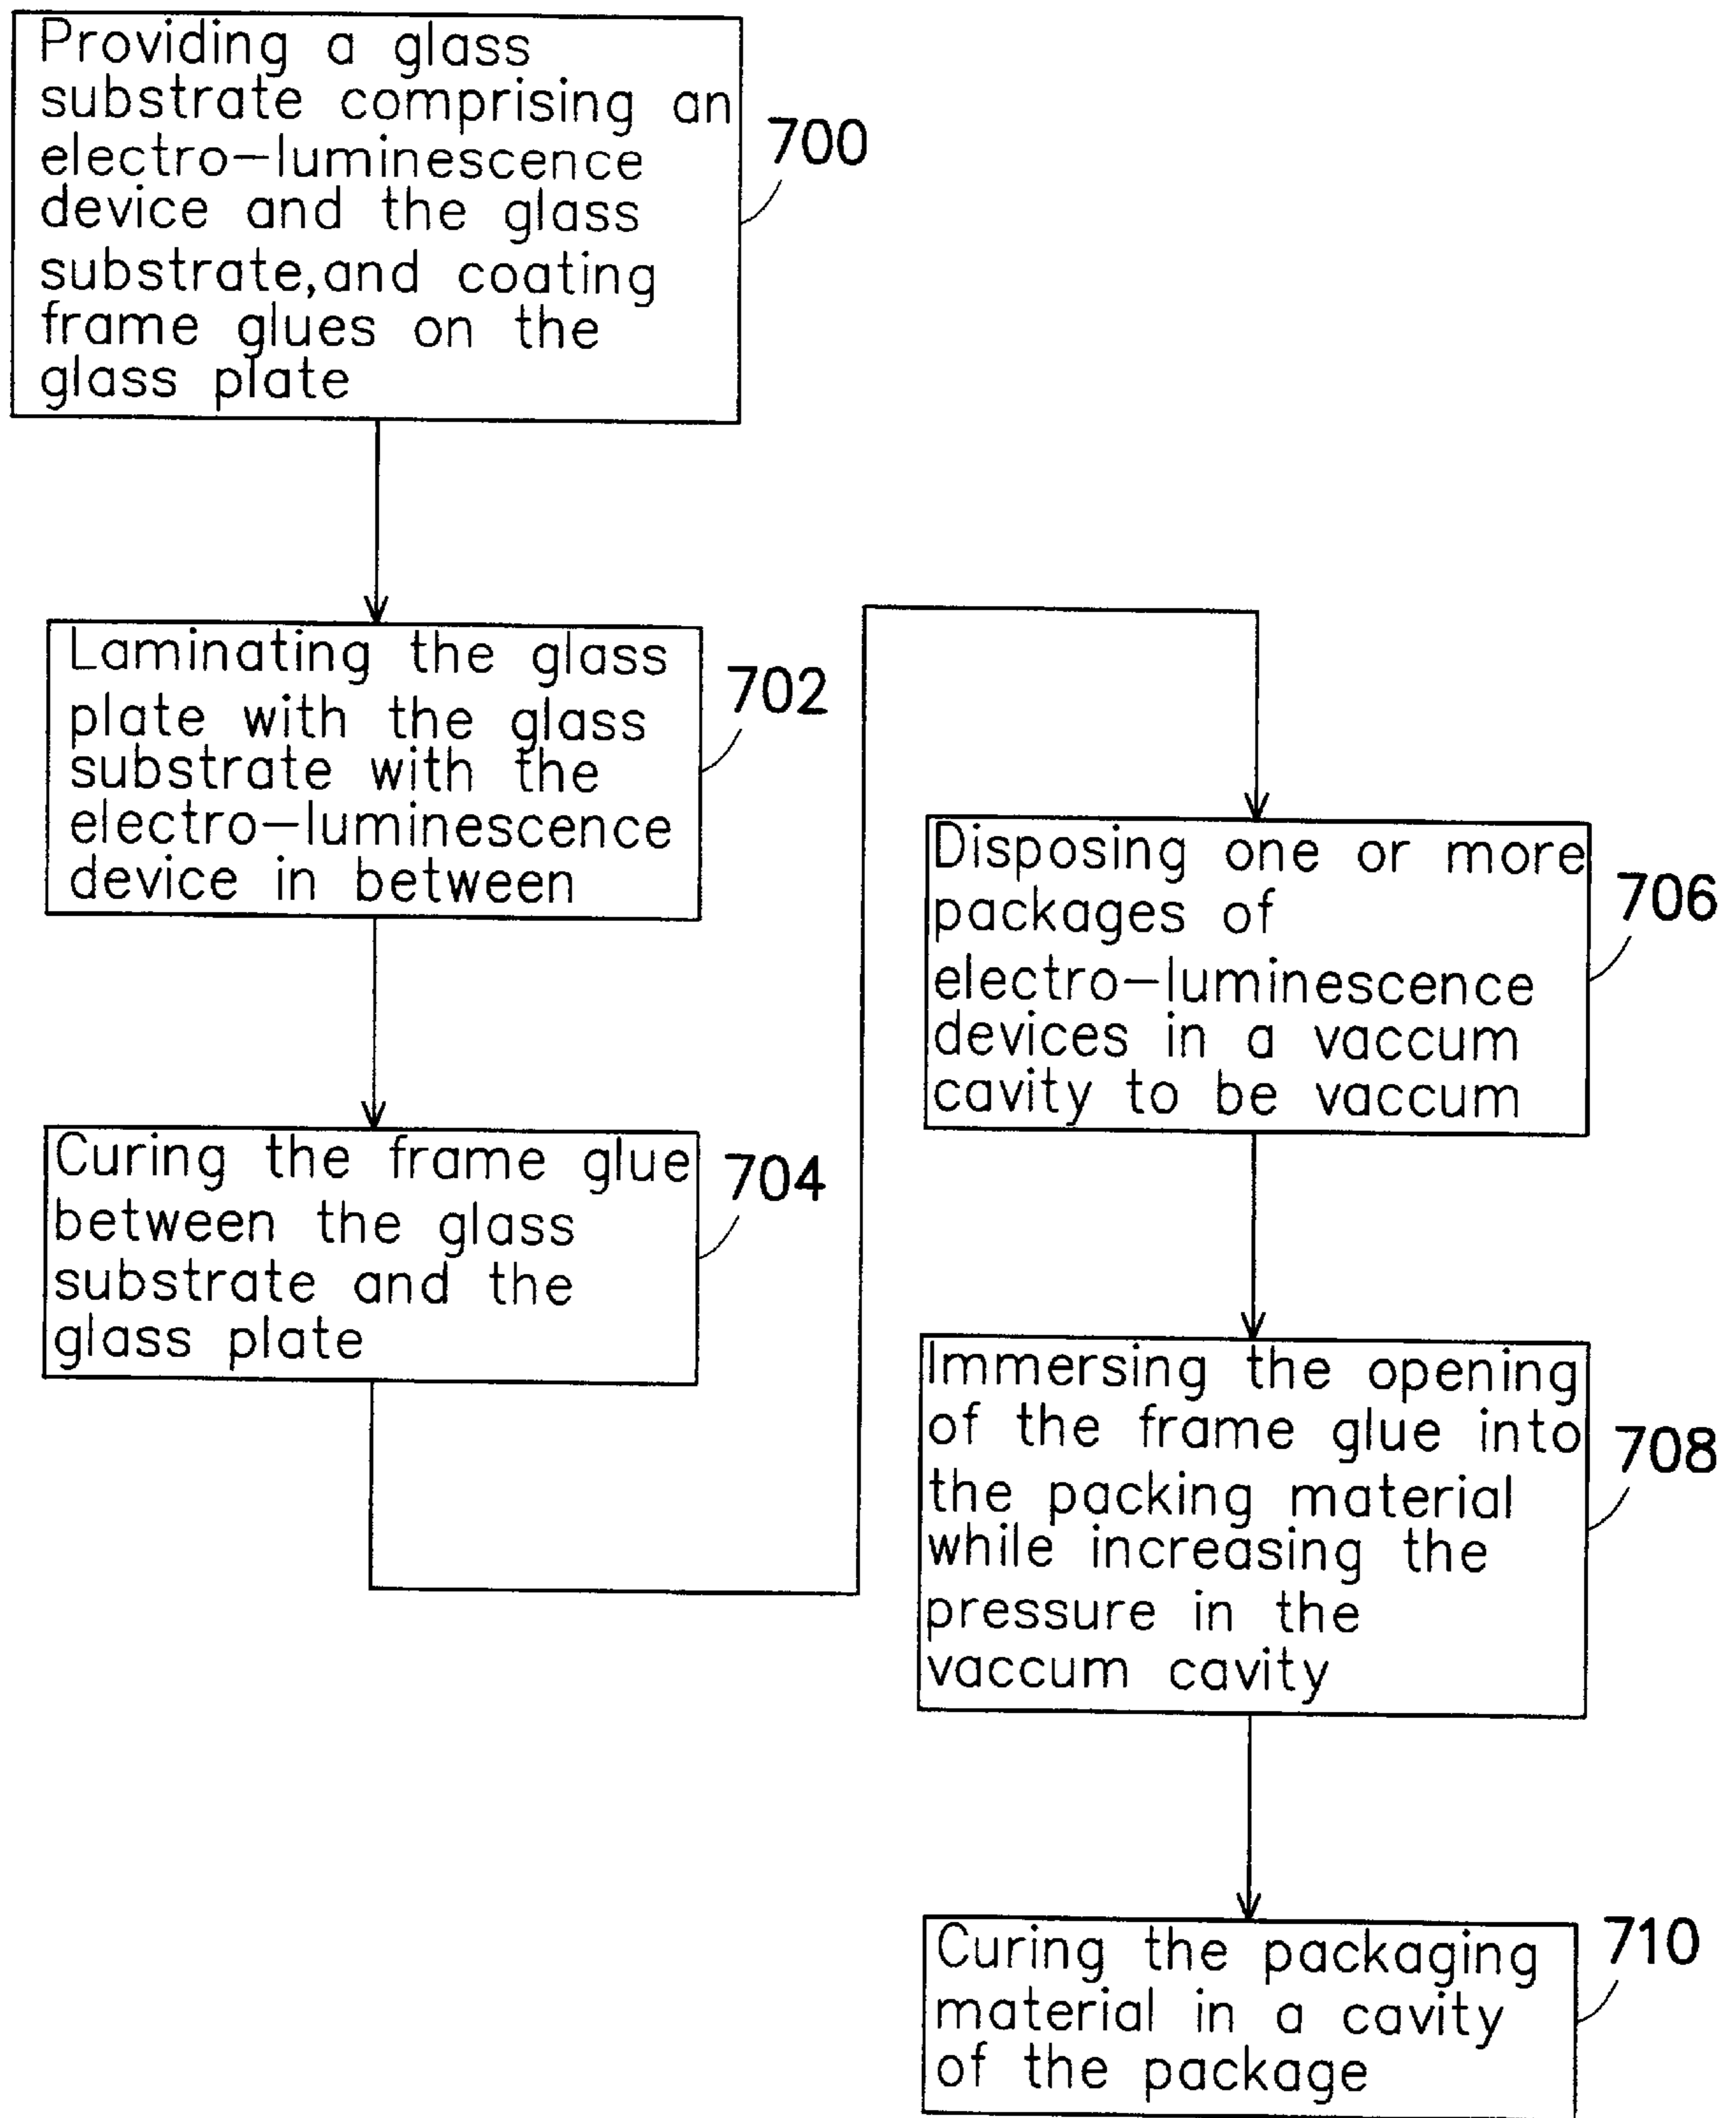 Providing a glass
substrate comprising an
electro-luminescence
device and the glass
substrate,and coating
frame glues on the
glass plate
700
Laminating the glass
plate with the glass
substrate with the
electro-luminescence
device in between
702
Curing the frame glue
between the glass
substrate and the
glass plate
704
Disposing one or more
packages of
electro-luminescence
devices in a vaccum
cavity to be vaccum
706
Immersing the opening
of the frame glue into
the packing material
while increasing the
pressure in the
vaccum cavity
708
Curing the packaging
material in a cavity
of the package
710